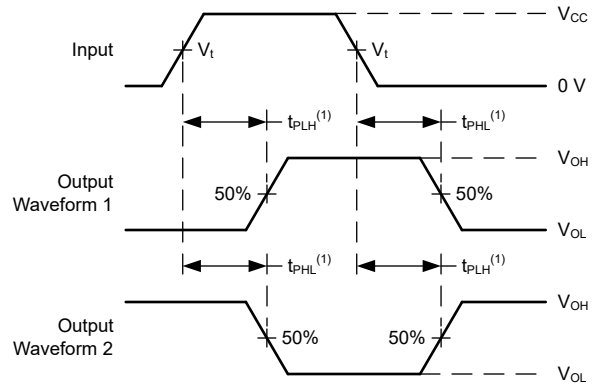 V_CC
Input
V_t
V_t
0 V
t_PLH^(1)
t_PHL^(1)
V_OH
Output
Waveform 1
50%
50%
V_OL
t_PHL^(1)
t_PLH^(1)
V_OH
Output
Waveform 2
50%
50%
V_OL